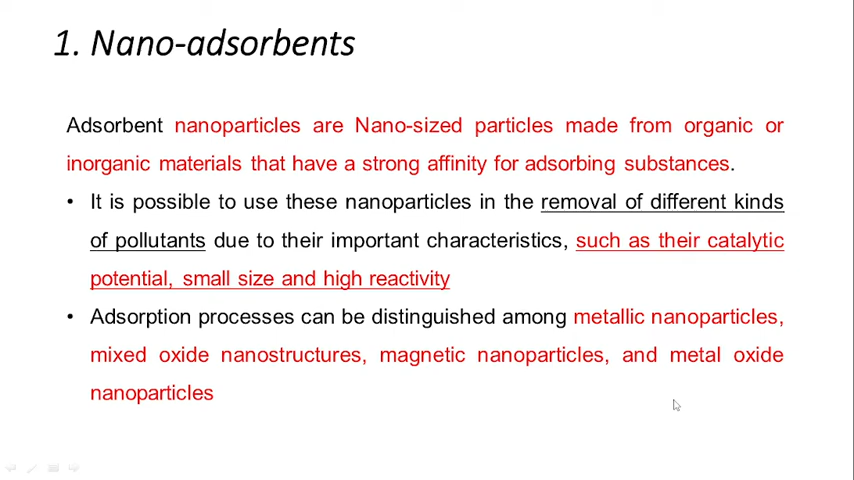 1. Nano-adsorbents
Adsorbent nanoparticles are Nano-sized particles made from organic or
inorganic materials that have a strong affinity for adsorbing substances.
• It is possible to use these nanoparticles in the removal of different kinds
of pollutants due to their important characteristics, such as their catalytic
potential, small size and high reactivity
• Adsorption processes can be distinguished among metallic nanoparticles,
mixed oxide nanostructures, magnetic nanoparticles, and metal oxide
nanoparticles